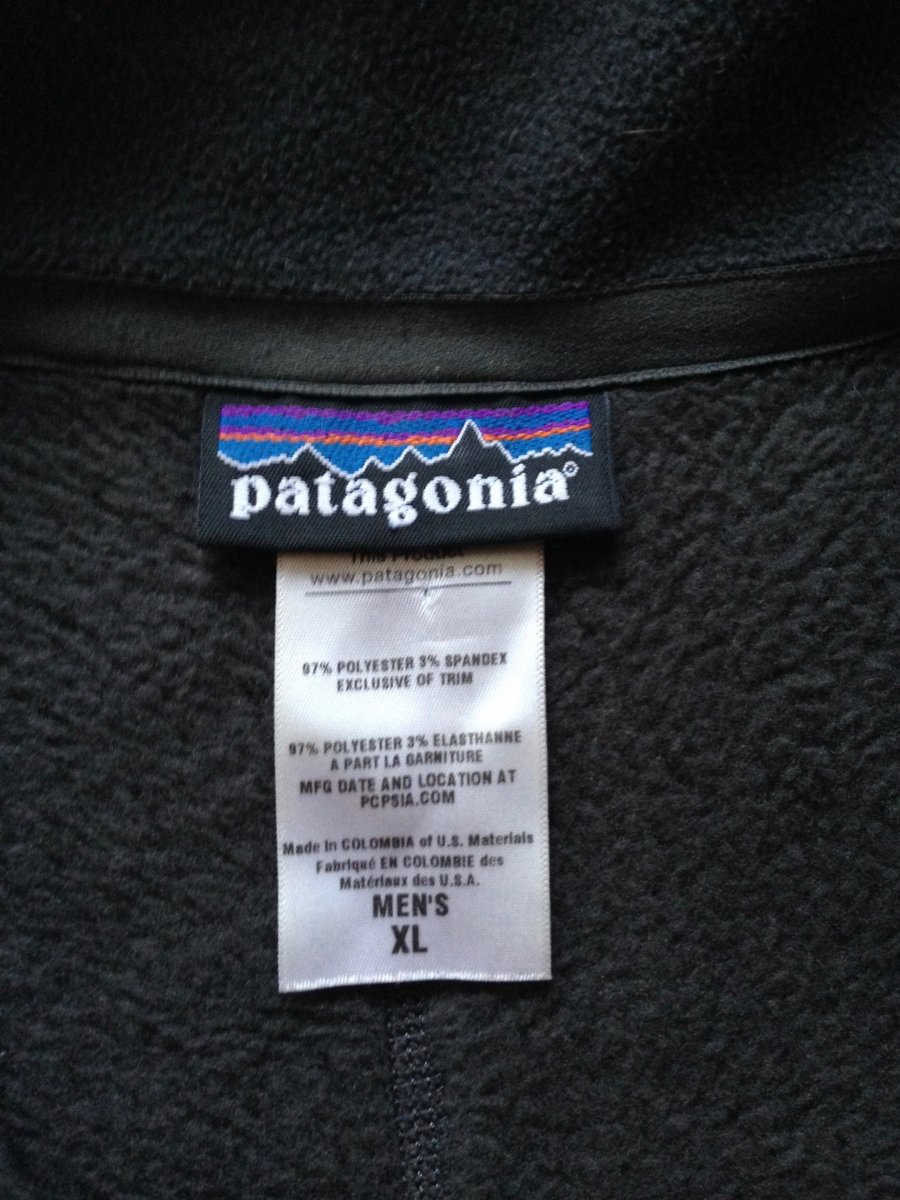 patagonia®
This Product
www.patagonia.com
97% POLYESTER 3% SPANDEX
EXCLUSIVE OF TRIM
97% POLYESTER 3% ELASTHANNE
A PART LA GARNITURE
MFG DATE AND LOCATION AT
PCPSIA.COM
Made in COLOMBIA of U.S. Materials
Fabriqué EN COLOMBIE des
Matériaux des U.S.A.
MEN'S
XL